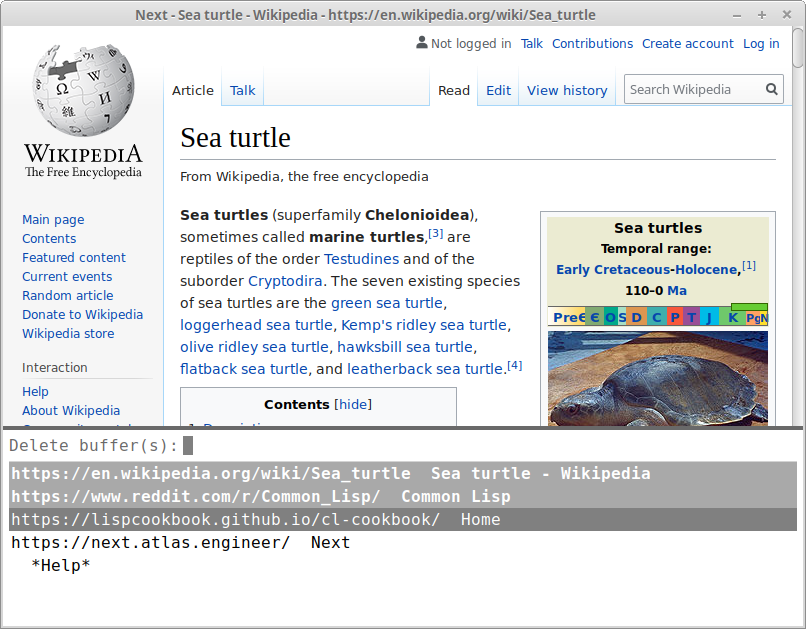 Next - Sea turtle - Wikipedia - https://en.wikipedia.org/wiki/Sea_turtle
Not logged in Talk Contributions Create account Log in
Article Talk Read Edit View history Search Wikipedia
WIKIPEDIA
The Free Encyclopedia
Main page
Contents
Featured content
Current events
Random article
Donate to Wikipedia
Wikipedia store
Interaction
Help
About Wikipedia
Sea turtle
From Wikipedia, the free encyclopedia
Sea turtles (superfamily Chelonioidea),
sometimes called marine turtles,[3] are
reptiles of the order Testudines and of the
suborder Cryptodira. The seven existing species
of sea turtles are the green sea turtle,
loggerhead sea turtle, Kemp's ridley sea turtle,
olive ridley sea turtle, hawksbill sea turtle,
flatback sea turtle, and leatherback sea turtle.[4]
Contents [hide]
Sea turtles
Temporal range:
Early Cretaceous-Holocene,[1]
110–0 Ma
PreЄ Є O S D C P T J K Pg N
Delete buffer(s):
https://en.wikipedia.org/wiki/Sea_turtle Sea turtle - Wikipedia
https://www.reddit.com/r/Common_Lisp/ Common Lisp
https://lispcookbook.github.io/cl-cookbook/ Home
https://next.atlas.engineer/ Next
*Help*